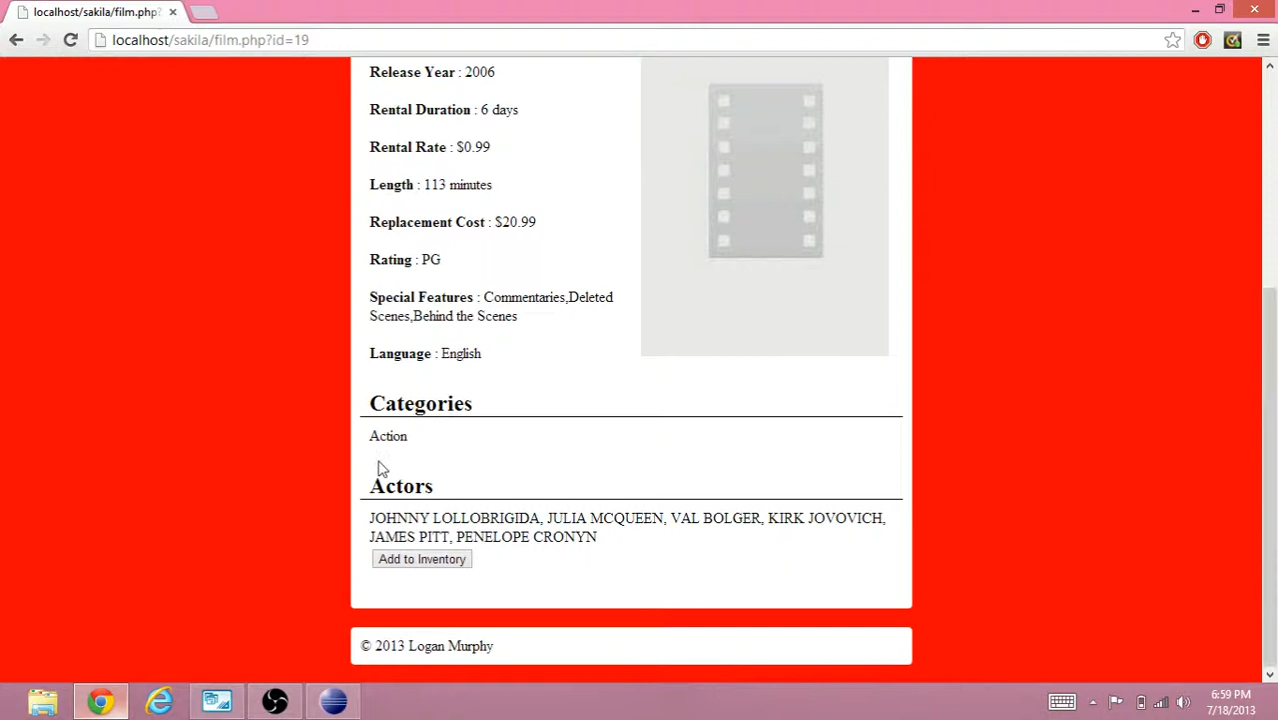 localhost/sakila/film.php?
localhost/sakila/film.php?id=19
Release Year : 2006
Rental Duration : 6 days
Rental Rate : $0.99
Length : 113 minutes
Replacement Cost : $20.99
Rating : PG
Special Features : Commentaries,Deleted
Scenes,Behind the Scenes
Language : English
Categories
Action
Actors
JOHNNY LOLLOBRIGIDA, JULIA MCQUEEN, VAL BOLGER, KIRK JOVOVICH,
JAMES PITT, PENELOPE CRONYN
Add to Inventory
© 2013 Logan Murphy
6:59 PM
7/18/2013